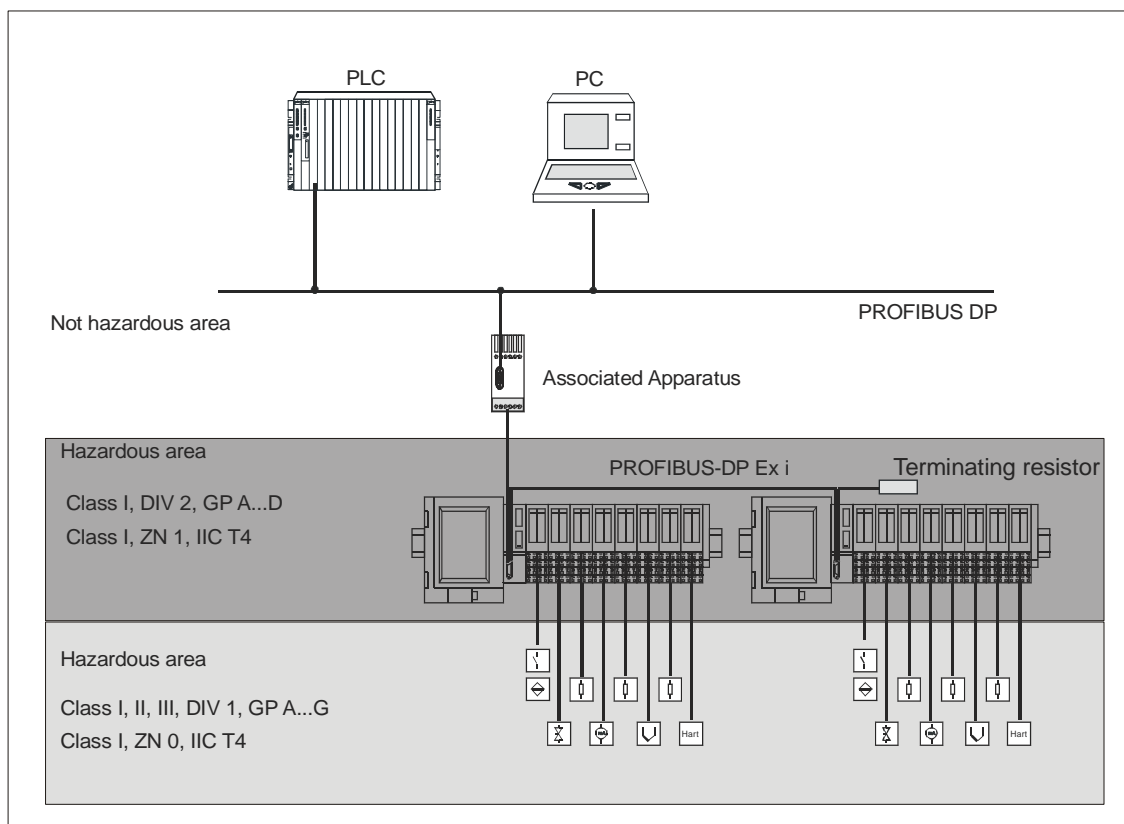 PLC
PC
PROFIBUS DP
Not hazardous area
Associated Apparatus
Hazardous area
PROFIBUS-DP Ex i
Terminating resistor
Class I, DIV 2, GP A...D
Class I, ZN 1, IIC T4
Hazardous area
Class I, II, III, DIV 1, GP A...G
Class I, ZN 0, IIC T4
mA
Hart
mA
Hart